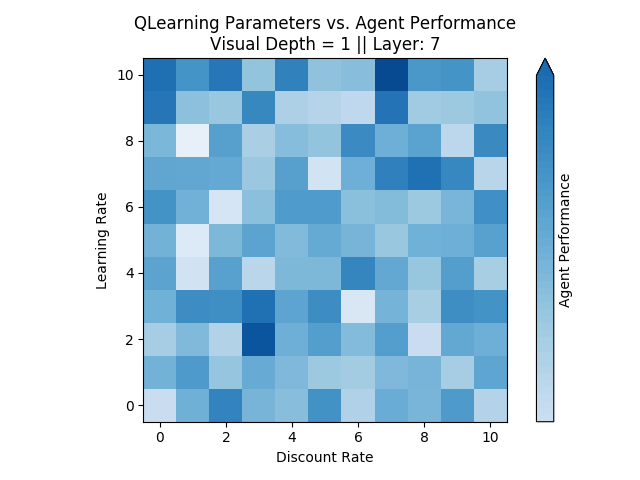 QLearning Parameters vs. Agent Performance
Visual Depth = 1 || Layer: 7
10
8
6
4
2
0
Learning Rate
0 2 4 6 8 10
Discount Rate
Agent Performance